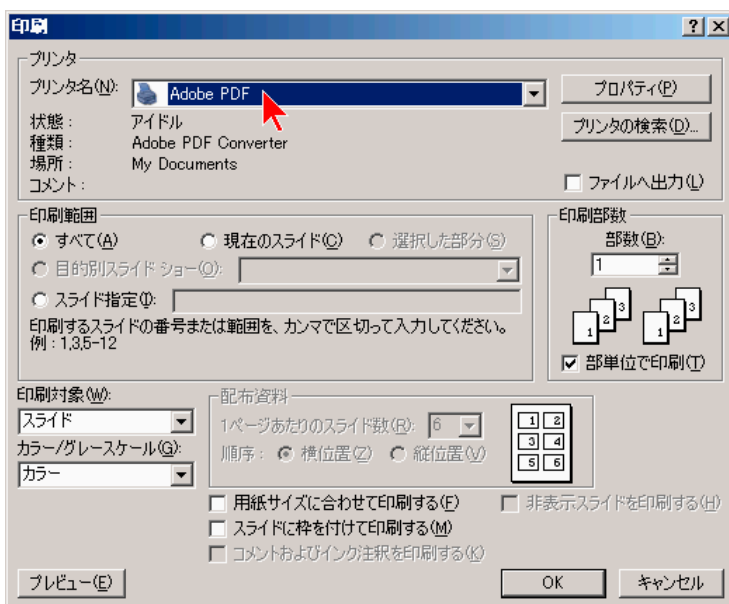 印刷
プリンタ
プリンタ名(N): Adobe PDF プロパティ(P)
状態： アイドル プリンタの検索(D)...
種類： Adobe PDF Converter
場所： My Documents
コメント： ファイルへ出力(L)
印刷範囲 印刷部数
すべて(A) 現在のスライド(C) 選択した部分(S) 部数(B):
目的別スライド ショー(O): 1
スライド指定(I):
印刷するスライドの番号または範囲を、カンマで区切って入力してください。
例：1,3,5-12
1 2 3 1 2 3
部単位で印刷(T)
印刷対象(W): 配布資料
スライド 1ページあたりのスライド数(R): 6
カラー/グレースケール(G): 順序： 横位置(Z) 縦位置(V)
カラー
1 2
3 4
5 6
用紙サイズに合わせて印刷する(F) 非表示スライドを印刷する(H)
スライドに枠を付けて印刷する(M)
コメントおよびインク注釈を印刷する(K)
プレビュー(E) OK キャンセル